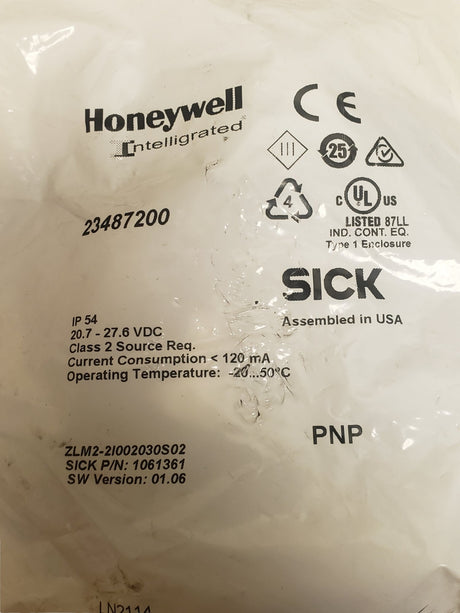 Honeywell
Intelligrated
CE
III
25
4
C UL US
LISTED 87LL
IND. CONT. EQ.
Type 1 Enclosure
23487200
SICK
Assembled in USA
IP 54
20.7 - 27.6 VDC
Class 2 Source Req.
Current Consumption < 120 mA
Operating Temperature: -20...50°C
PNP
ZLM2-2I002030S02
SICK P/N: 1061361
SW Version: 01.06